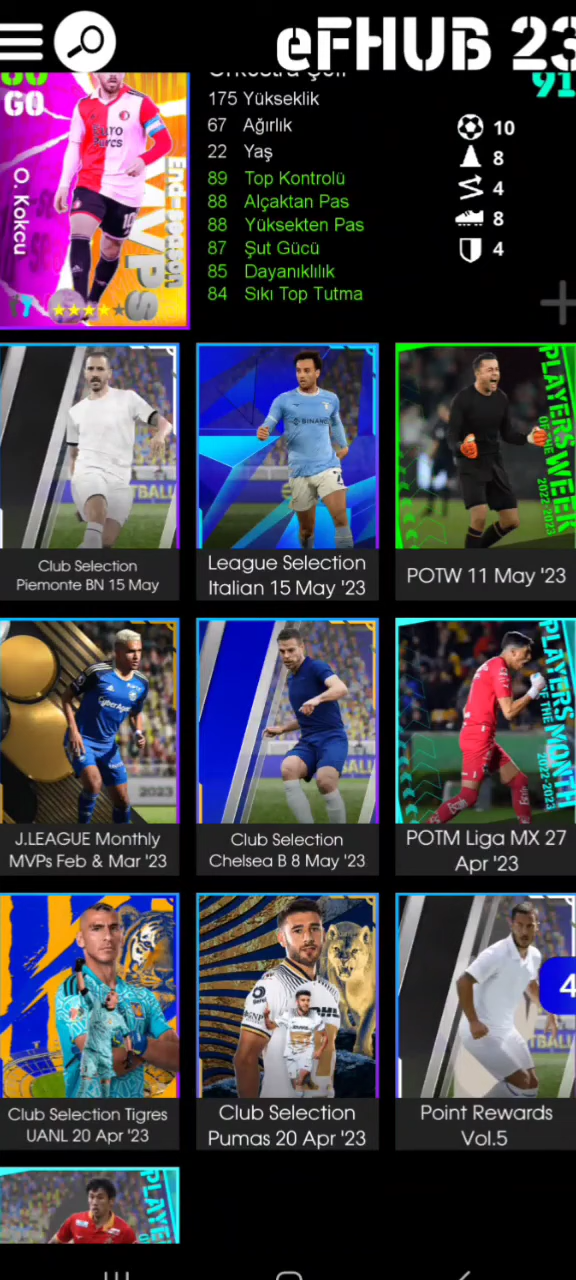 eFHUB 23
91
GO
175 Yükseklik
67 Ağırlık
22 Yaş
89 Top Kontrolü
88 Alçaktan Pas
88 Yüksekten Pas
87 Şut Gücü
85 Dayanıklılık
84 Sıkı Top Tutma
10
8
4
8
4
O. Kokcu
End-season
MVPs
PLAYERS WEEK
OF THE
2022-2023
Club Selection
Piemonte BN 15 May
League Selection
Italian 15 May '23
POTW 11 May '23
PLAYERS MONTH
OF THE
2022-2023
J.LEAGUE Monthly
MVPs Feb & Mar '23
Club Selection
Chelsea B 8 May '23
POTM Liga MX 27
Apr '23
4
Club Selection Tigres
UANL 20 Apr '23
Club Selection
Pumas 20 Apr '23
Point Rewards
Vol.5